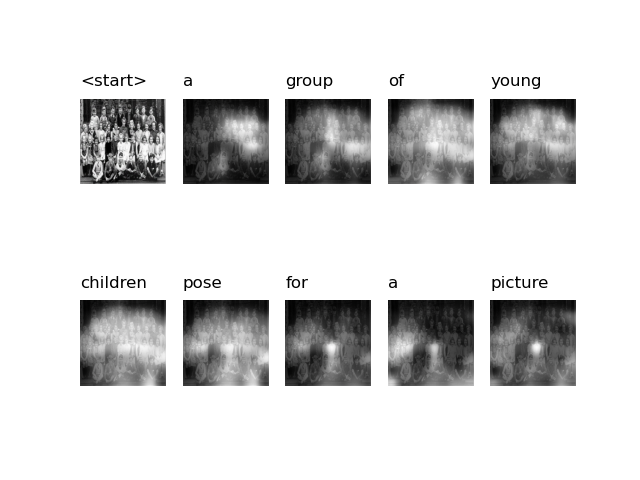 <start> a group of young
children pose for a picture